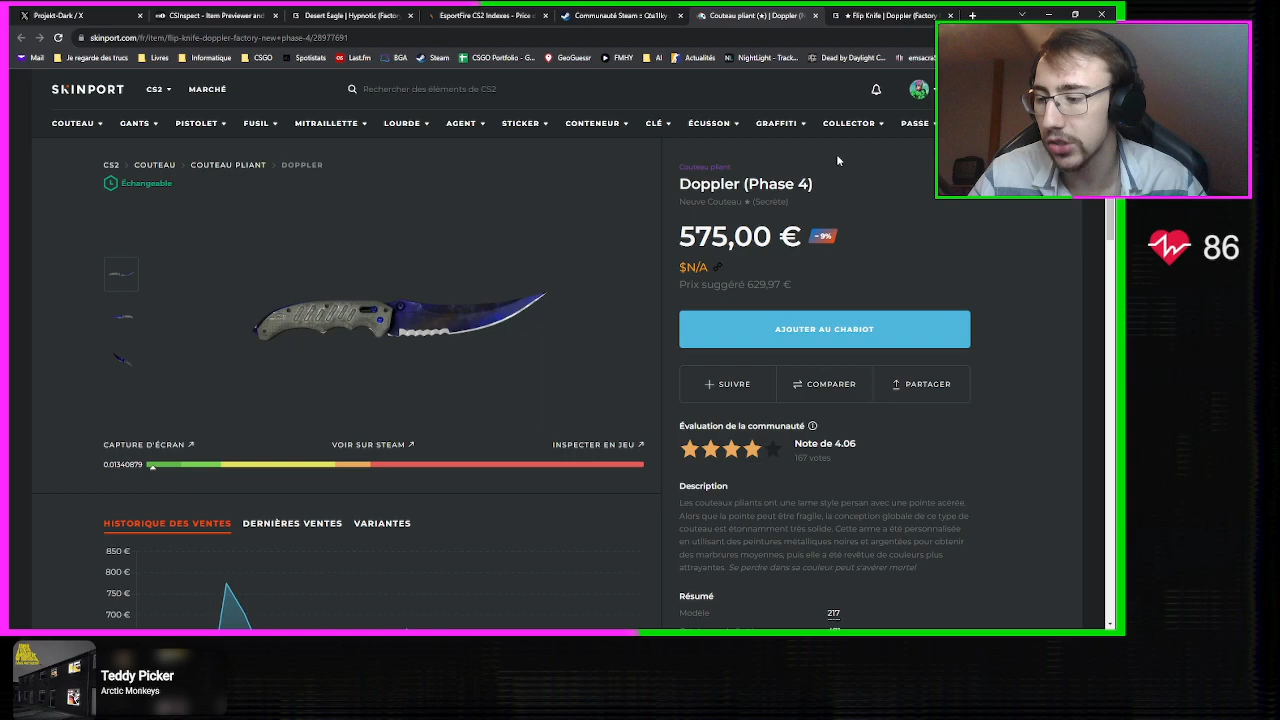 Projekt-Dark / X
CSInspect - Item Previewer and
Desert Eagle | Hypnotic (Factory
EsportFire CS2 Indexes - Price
Communauté Steam
Couteau pliant (★) | Doppler (
★ Flip Knife | Doppler (Factory
skinport.com/fr/item/flip-knife-doppler-factory-new+phase-4/28977691
Mail
Je regarde des trucs
Livres
Informatique
CSGO
Spotistats
Last.fm
BGA
Steam
CSGO Portfolio - G...
GeoGuessr
FMHY
AI
Actualités
NightLight - Track...
Dead by Daylight C...
SKINPORT
CS2
MARCHÉ
Rechercher des éléments de CS2
COUTEAU
GANTS
PISTOLET
FUSIL
MITRAILLETTE
LOURDE
AGENT
STICKER
CONTENEUR
CLÉ
ÉCUSSON
GRAFFITI
COLLECTOR
PASSE
CS2
COUTEAU
COUTEAU PLIANT
DOPPLER
Échangeable
Couteau pliant
Doppler (Phase 4)
Neuve Couteau ★ (Secrète)
575,00 €
- 9%
$N/A
Prix suggéré 629,97 €
AJOUTER AU CHARIOT
SUIVRE
COMPARER
PARTAGER
Évaluation de la communauté
Note de 4.06
167 votes
CAPTURE D'ÉCRAN
VOIR SUR STEAM
INSPECTER EN JEU
0.01340879
Description
Les couteaux pliants ont une lame style persan avec une pointe acérée.
Alors que la pointe peut être fragile, la conception globale de ce type de
couteau est étonnamment très solide. Cette arme a été personnalisée
en utilisant des peintures métalliques noires et argentées pour obtenir
des marbrures moyennes, puis elle a été revêtue de couleurs plus
attrayantes. Se perdre dans sa couleur peut s'avérer mortel
Résumé
Modèle
217
HISTORIQUE DES VENTES
DERNIÈRES VENTES
VARIANTES
850 €
800 €
750 €
700 €
86
Teddy Picker
Arctic Monkeys